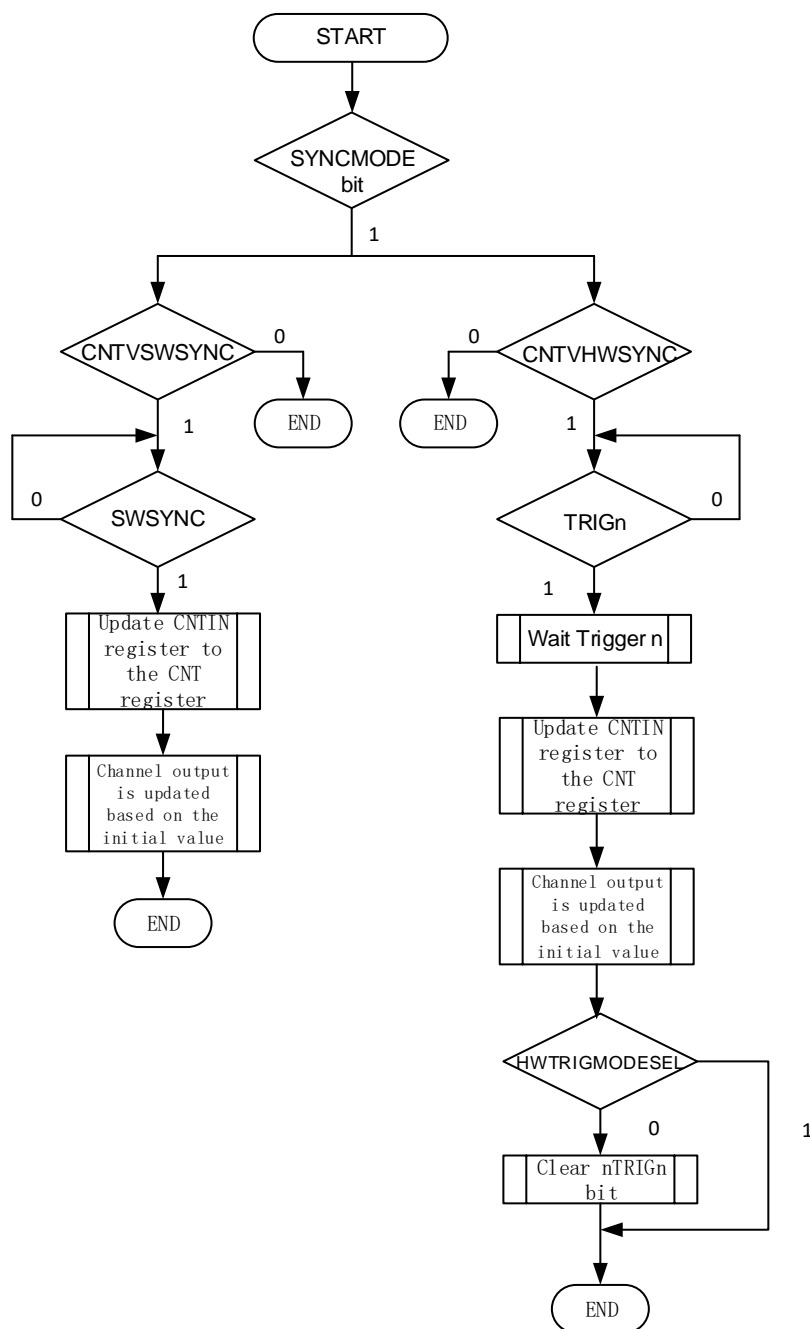 START
SYNCMODE
bit
1
CNTVSWSYNC
0
0
CNTVHWSYNC
END
END
1
1
0
SWSYNC
TRIGn
0
1
1
Update CNTIN
register to
the CNT
register
Wait Trigger n
Channel output
is updated
based on the
initial value
Update CNTIN
register to
the CNT
register
END
Channel output
is updated
based on the
initial value
HWTRIGMODESEL
0
1
Clear nTRIGn
bit
END